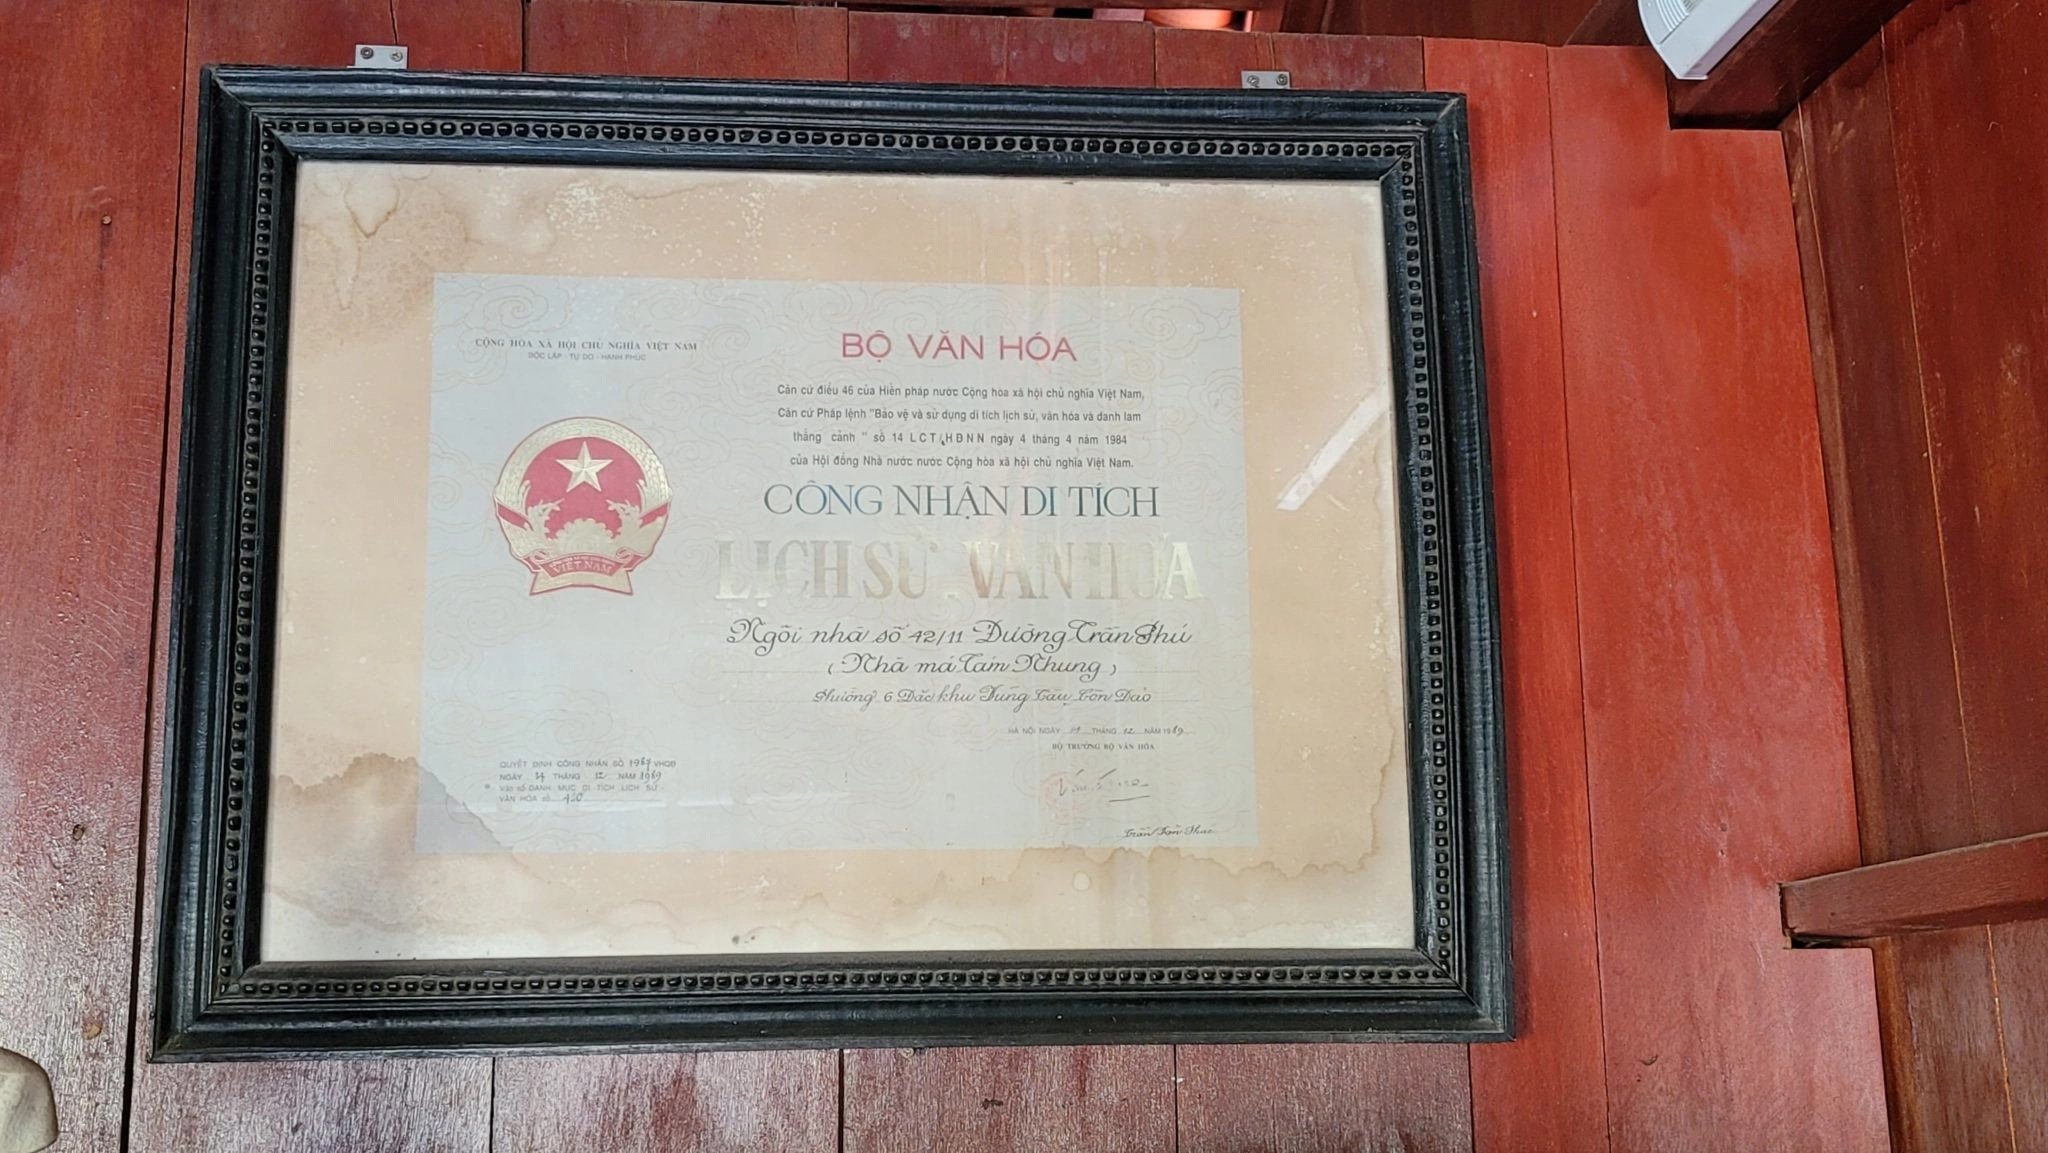 CỘNG HÒA XÃ HỘI CHỦ NGHĨA VIỆT NAM
ĐỘC LẬP - TỰ DO - HẠNH PHÚC
VIỆT NAM
BỘ VĂN HÓA
Căn cứ điều 46 của Hiến pháp nước Cộng hòa xã hội chủ nghĩa Việt Nam,
Căn cứ Pháp lệnh "Bảo vệ và sử dụng di tích lịch sử, văn hóa và danh lam
thắng cảnh " số 14 LCT/HĐNN ngày 4 tháng 4 năm 1984
của Hội đồng Nhà nước nước Cộng hòa xã hội chủ nghĩa Việt Nam.
CÔNG NHẬN DI TÍCH
LỊCH SỬ VĂN HÓA
Ngôi nhà số 42/11 Đường Trần Phú
( Nhà má Tám Nhung )
Phường 6 Đặc khu Vũng Tàu Côn Đảo
HÀ NỘI NGÀY THÁNG 12 NĂM 1989
BỘ TRƯỞNG BỘ VĂN HÓA
Trần Văn
QUYẾT ĐỊNH CÔNG NHẬN SỐ VHQĐ
NGÀY 14 THÁNG 12 NĂM 1989
Vào sổ DANH MỤC DI TÍCH LỊCH SỬ -
VĂN HÓA số